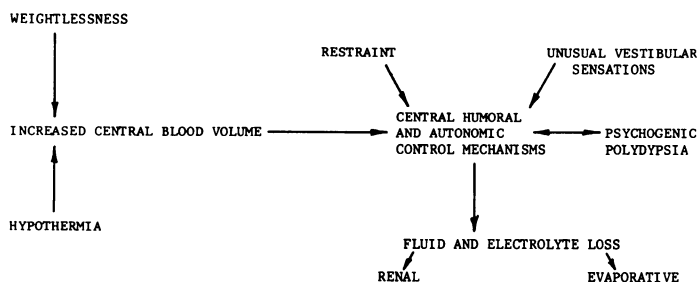 WEIGHTLESSNESS
RESTRAINT
UNUSUAL VESTIBULAR
SENSATIONS
INCREASED CENTRAL BLOOD VOLUME
CENTRAL HUMORAL
AND AUTONOMIC
CONTROL MECHANISMS
PSYCHOGENIC
POLYDYPSIA
HYPOTHERMIA
FLUID AND ELECTROLYTE LOSS
RENAL
EVAPORATIVE